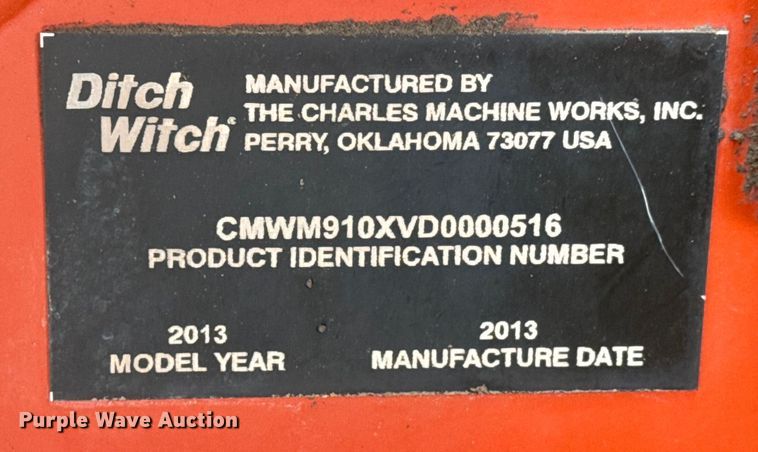 Ditch Witch®
MANUFACTURED BY
THE CHARLES MACHINE WORKS, INC.
PERRY, OKLAHOMA 73077 USA
CMWM910XVD0000516
PRODUCT IDENTIFICATION NUMBER
2013
MODEL YEAR
2013
MANUFACTURE DATE
Purple Wave Auction